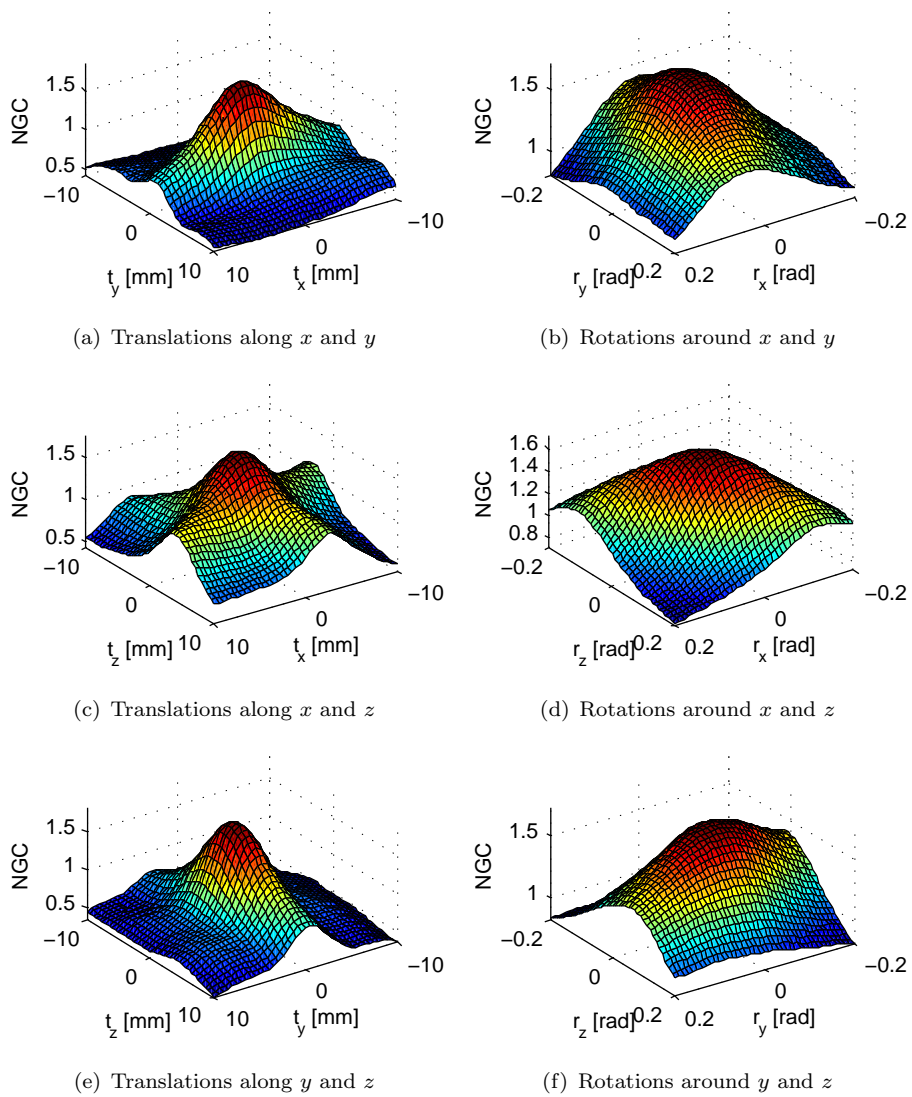 1.5
1
0.5
NGC
−10
0
10
t_y [mm]
10
0
−10
t_x [mm]
(a) Translations along x and y
1.5
1
NGC
−0.2
0
0.2
r_y [rad]
0.2
0
−0.2
r_x [rad]
(b) Rotations around x and y
1.5
1
0.5
NGC
−10
0
10
t_z [mm]
10
0
−10
t_x [mm]
(c) Translations along x and z
1.6
1.4
1.2
1
0.8
NGC
−0.2
0
0.2
r_z [rad]
0.2
0
−0.2
r_x [rad]
(d) Rotations around x and z
1.5
1
0.5
NGC
−10
0
10
t_z [mm]
10
0
−10
t_y [mm]
(e) Translations along y and z
1.5
1
NGC
−0.2
0
0.2
r_z [rad]
0.2
0
−0.2
r_y [rad]
(f) Rotations around y and z